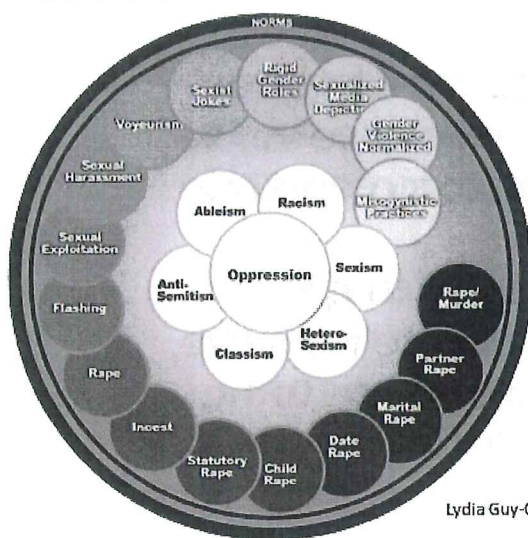 NORMS
Rigid
Gender
Roles
Sexualized
Media
Depictions
Gender
Violence
Normalized
Misogynistic
Practices
Rape/
Murder
Partner
Rape
Marital
Rape
Date
Rape
Child
Rape
Statutory
Rape
Incest
Rape
Flashing
Sexual
Exploitation
Sexual
Harassment
Voyeurism
Sexist
Jokes
Oppression
Racism
Sexism
Hetero-
Sexism
Classism
Anti-
Semitism
Ableism
Lydia Guy-